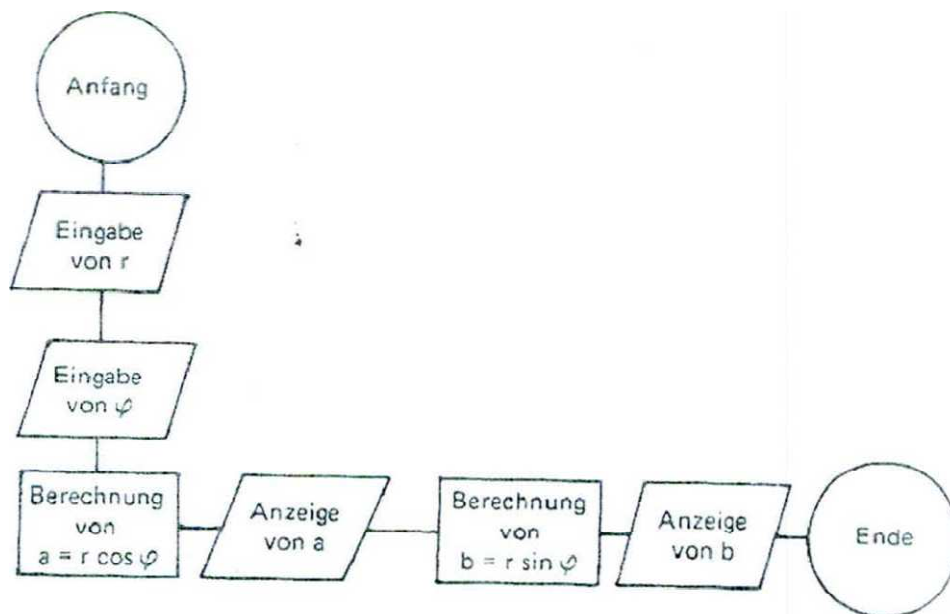 Anfang
Eingabe
von r
Eingabe
von φ
Berechnung
von
a = r cos φ
Anzeige
von a
Berechnung
von
b = r sin φ
Anzeige
von b
Ende